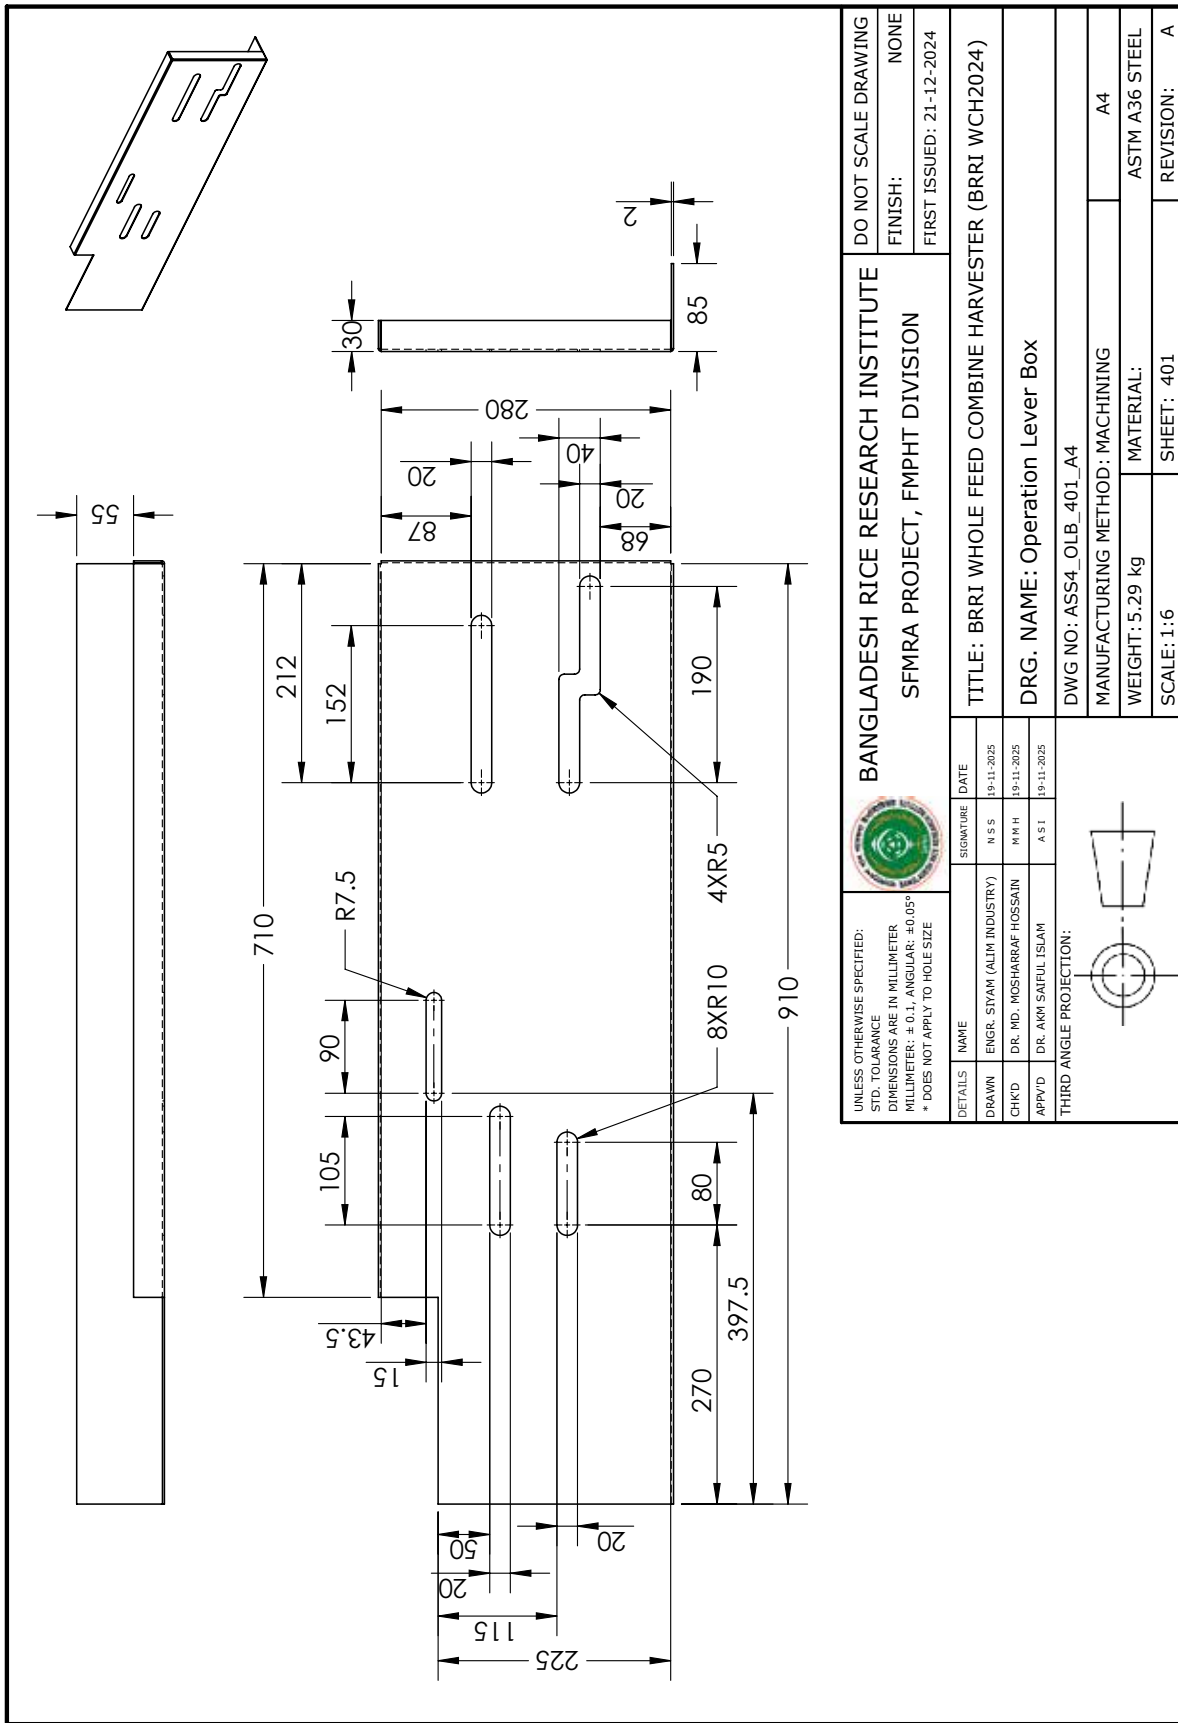 55
710
212
152
R7.5
90
105
43.5
15
87
20
280
30
40
20
68
85
2
190
4XR5
8XR10
80
270
397.5
910
50
20
115
225
20
UNLESS OTHERWISE SPECIFIED:
STD. TOLARANCE
DIMENSIONS ARE IN MILLIMETER
MILLIMETER: ± 0.1, ANGULAR: ±0.05°
* DOES NOT APPLY TO HOLE SIZE
BANGLADESH RICE RESEARCH INSTITUTE
SFMRA PROJECT, FMPHT DIVISION
DO NOT SCALE DRAWING
FINISH: NONE
FIRST ISSUED: 21-12-2024
DETAILS NAME SIGNATURE DATE
DRAWN ENGR. SIYAM (ALIM INDUSTRY) N S S 19-11-2025
CHK'D DR. MD. MOSHARRAF HOSSAIN M M H 19-11-2025
APPV'D DR. AKM SAIFUL ISLAM A S I 19-11-2025
THIRD ANGLE PROJECTION:
TITLE: BRRI WHOLE FEED COMBINE HARVESTER (BRRI WCH2024)
DRG. NAME: Operation Lever Box
DWG NO: ASS4_OLB_401_A4
MANUFACTURING METHOD: MACHINING A4
WEIGHT: 5.29 kg MATERIAL: ASTM A36 STEEL
SCALE: 1:6 SHEET: 401 REVISION: A